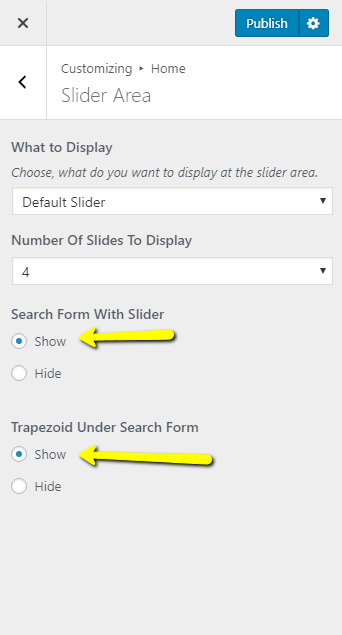 Publish
Customizing ▸ Home
Slider Area
What to Display
Choose, what do you want to display at the slider area.
Default Slider
Number Of Slides To Display
4
Search Form With Slider
Show
Hide
Trapezoid Under Search Form
Show
Hide